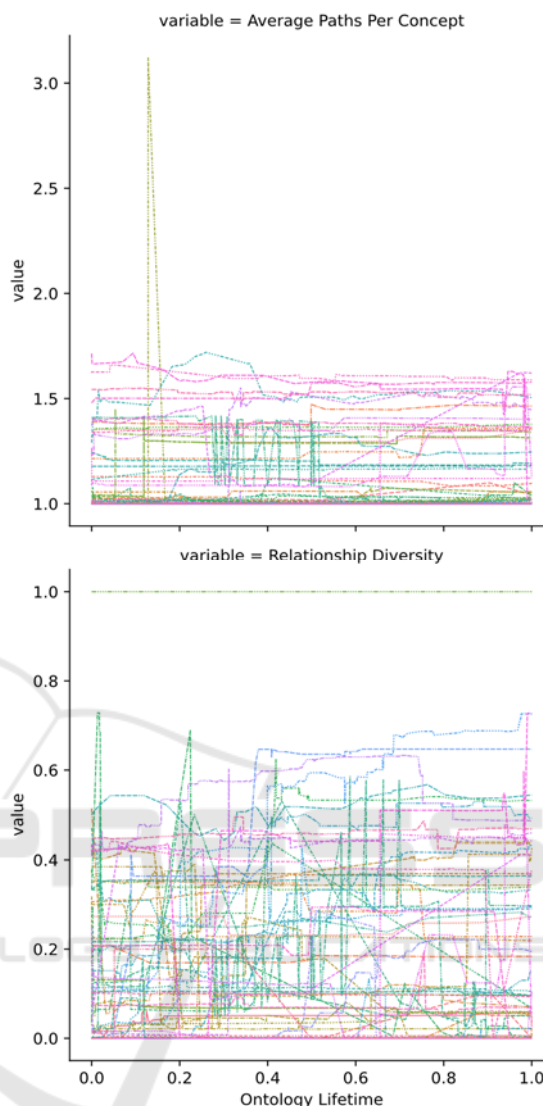 variable = Average Paths Per Concept
3.0
2.5
value
2.0
1.5
1.0
variable = Relationship Diversity
1.0
0.8
0.6
value
0.4
0.2
0.0
0.0 0.2 0.4 0.6 0.8 1.0
Ontology Lifetime